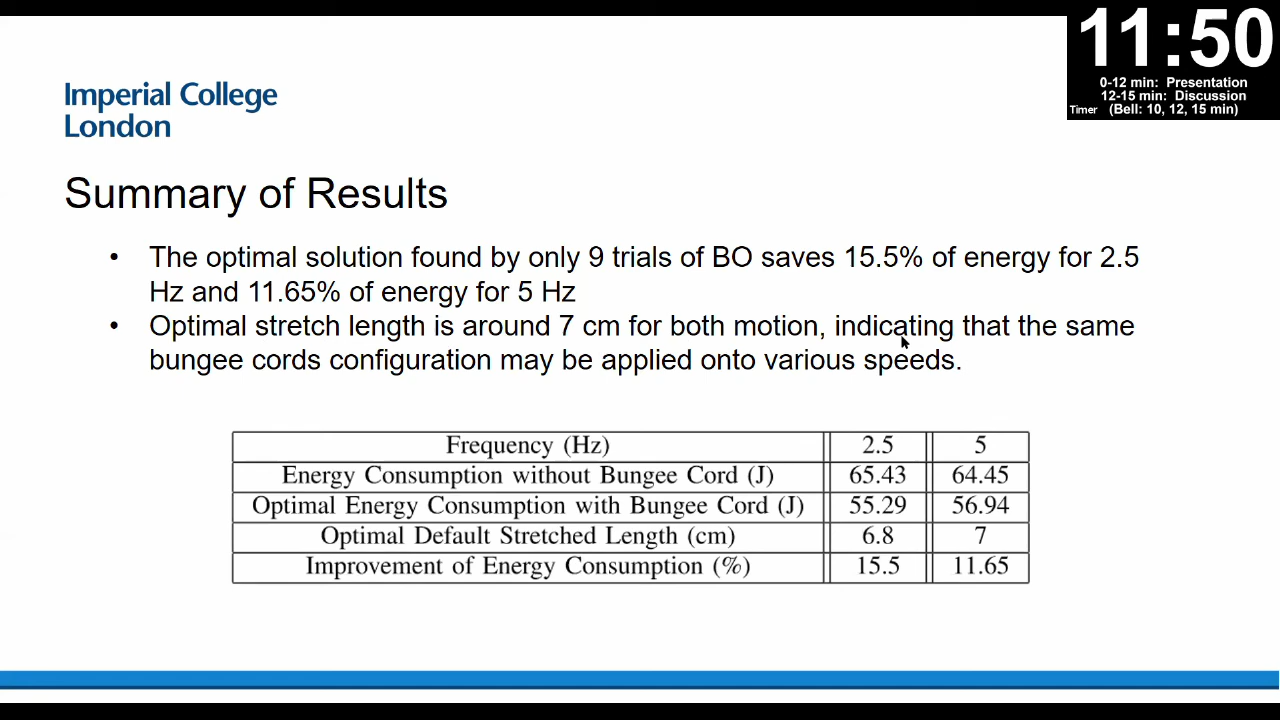 11:50
0-12 min: Presentation
12-15 min: Discussion
Timer (Bell: 10, 12, 15 min)
Imperial College
London
Summary of Results
• The optimal solution found by only 9 trials of BO saves 15.5% of energy for 2.5
Hz and 11.65% of energy for 5 Hz
• Optimal stretch length is around 7 cm for both motion, indicating that the same
bungee cords configuration may be applied onto various speeds.
Frequency (Hz) 2.5 5
Energy Consumption without Bungee Cord (J) 65.43 64.45
Optimal Energy Consumption with Bungee Cord (J) 55.29 56.94
Optimal Default Stretched Length (cm) 6.8 7
Improvement of Energy Consumption (%) 15.5 11.65